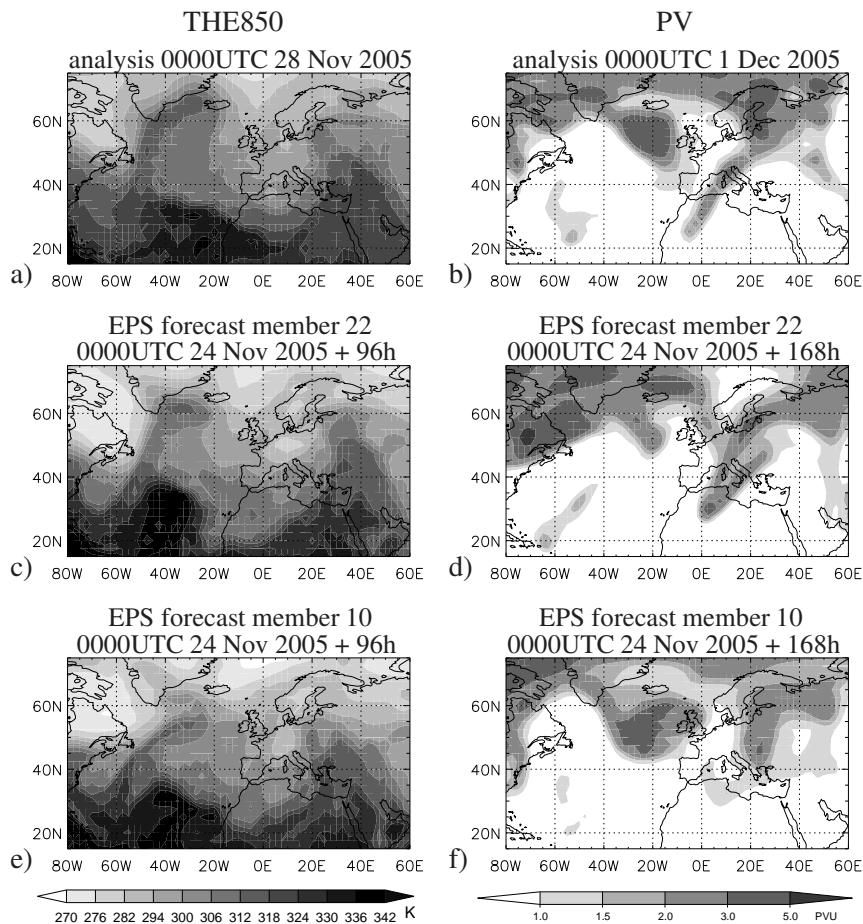 THE850 PV
analysis 0000UTC 28 Nov 2005 analysis 0000UTC 1 Dec 2005
60N 60N
40N 40N
20N 20N
a) b)
80W 60W 40W 20W 0E 20E 40E 60E 80W 60W 40W 20W 0E 20E 40E 60E
EPS forecast member 22 EPS forecast member 22
0000UTC 24 Nov 2005 + 96h 0000UTC 24 Nov 2005 + 168h
60N 60N
40N 40N
20N 20N
c) d)
80W 60W 40W 20W 0E 20E 40E 60E 80W 60W 40W 20W 0E 20E 40E 60E
EPS forecast member 10 EPS forecast member 10
0000UTC 24 Nov 2005 + 96h 0000UTC 24 Nov 2005 + 168h
60N 60N
40N 40N
20N 20N
e) f)
80W 60W 40W 20W 0E 20E 40E 60E 80W 60W 40W 20W 0E 20E 40E 60E
270 276 282 294 300 306 312 318 324 330 336 342 K 1.0 1.5 2.0 3.0 5.0 PVU